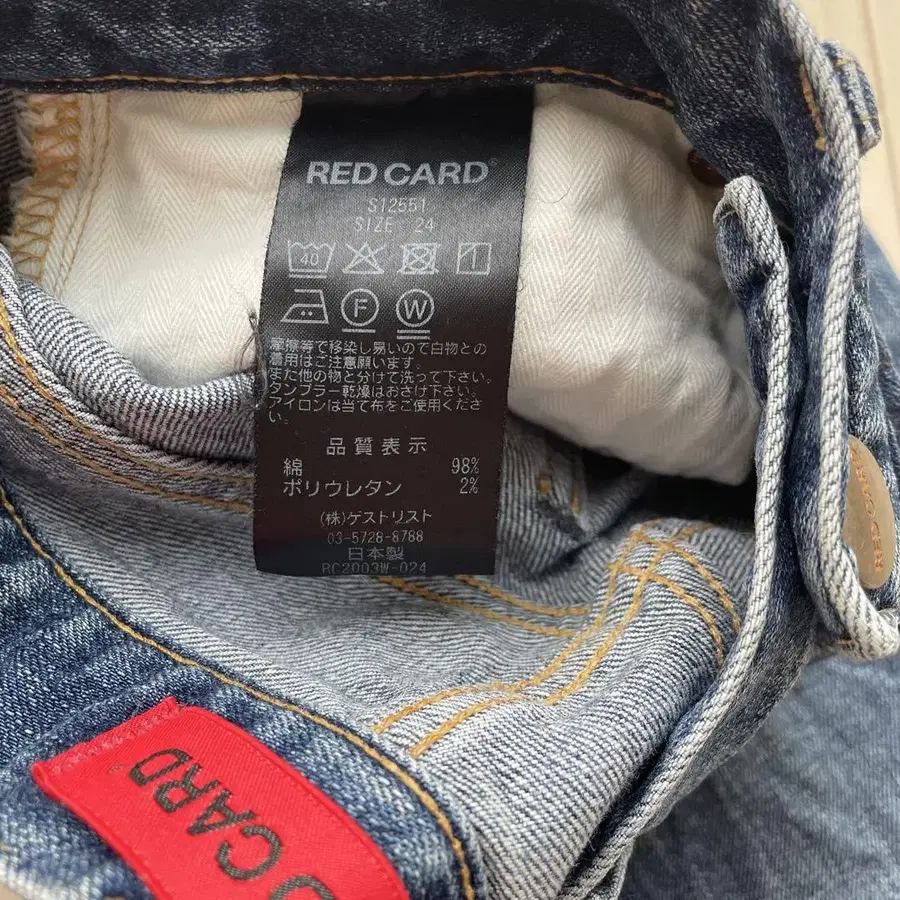 RED CARD®
S12551
SIZE 24
40
1
F
W
摩擦等で移染し易いので白物との
着用はご注意願います。
また他の物と分けて洗って下さい。
タンブラー乾燥はおさけ下さい。
アイロンは当て布をご使用くださ
い。
品質表示
綿 98%
ポリウレタン 2%
(株)ゲストリスト
03-5728-8788
日本製
RC2003W-024
RED CARD
D CARD